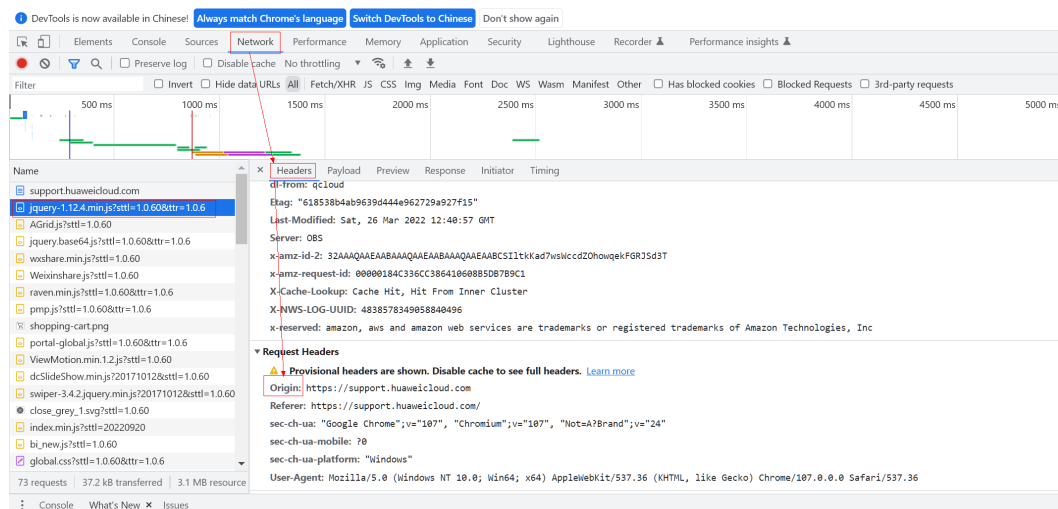 DevTools is now available in Chinese! Always match Chrome's language Switch DevTools to Chinese Don't show again
Elements Console Sources Network Performance Memory Application Security Lighthouse Recorder Performance insights
Preserve log Disable cache No throttling
Filter Invert Hide data URLs All Fetch/XHR JS CSS Img Media Font Doc WS Wasm Manifest Other Has blocked cookies Blocked Requests 3rd-party requests
500 ms 1000 ms 1500 ms 2000 ms 2500 ms 3000 ms 3500 ms 4000 ms 4500 ms 5000 ms
Name
support.huaweicloud.com
jquery-1.12.4.min.js?sttl=1.0.60&ttr=1.0.6
AGrid.js?sttl=1.0.60
jquery.base64.js?sttl=1.0.60&ttr=1.0.6
wxshare.min.js?sttl=1.0.60
Weixinshare.js?sttl=1.0.60
raven.min.js?sttl=1.0.60&ttr=1.0.6
pmp.js?sttl=1.0.60&ttr=1.0.6
shopping-cart.png
portal-global.js?sttl=1.0.60&ttr=1.0.6
ViewMotion.min.1.2.js?sttl=1.0.60
dcSlideShow.min.js?20171012&sttl=1.0.60
swiper-3.4.2.jquery.min.js?20171012&sttl=1.0.60
close_grey_1.svg?sttl=1.0.60
index.min.js?sttl=20220920
bi_new.js?sttl=1.0.60
global.css?sttl=1.0.60&ttr=1.0.6
73 requests 37.2 kB transferred 3.1 MB resource
× Headers Payload Preview Response Initiator Timing
dl-from: qcloud
Etag: "618538b4ab9639d444e962729a927f15"
Last-Modified: Sat, 26 Mar 2022 12:40:57 GMT
Server: OBS
x-amz-id-2: 32AAAQAAEAABAAAQAAEAABAAAQAAEAABCSIltkKad7wsWccdZOhowqekFGRJSd3T
x-amz-request-id: 00000184C336CC386410608B5DB7B9C1
X-Cache-Lookup: Cache Hit, Hit From Inner Cluster
X-NWS-LOG-UUID: 4838578349058840496
x-reserved: amazon, aws and amazon web services are trademarks or registered trademarks of Amazon Technologies, Inc
Request Headers
Provisional headers are shown. Disable cache to see full headers. Learn more
Origin: https://support.huaweicloud.com
Referer: https://support.huaweicloud.com/
sec-ch-ua: "Google Chrome";v="107", "Chromium";v="107", "Not=A?Brand";v="24"
sec-ch-ua-mobile: ?0
sec-ch-ua-platform: "Windows"
User-Agent: Mozilla/5.0 (Windows NT 10.0; Win64; x64) AppleWebKit/537.36 (KHTML, like Gecko) Chrome/107.0.0.0 Safari/537.36
Console What's New × Issues